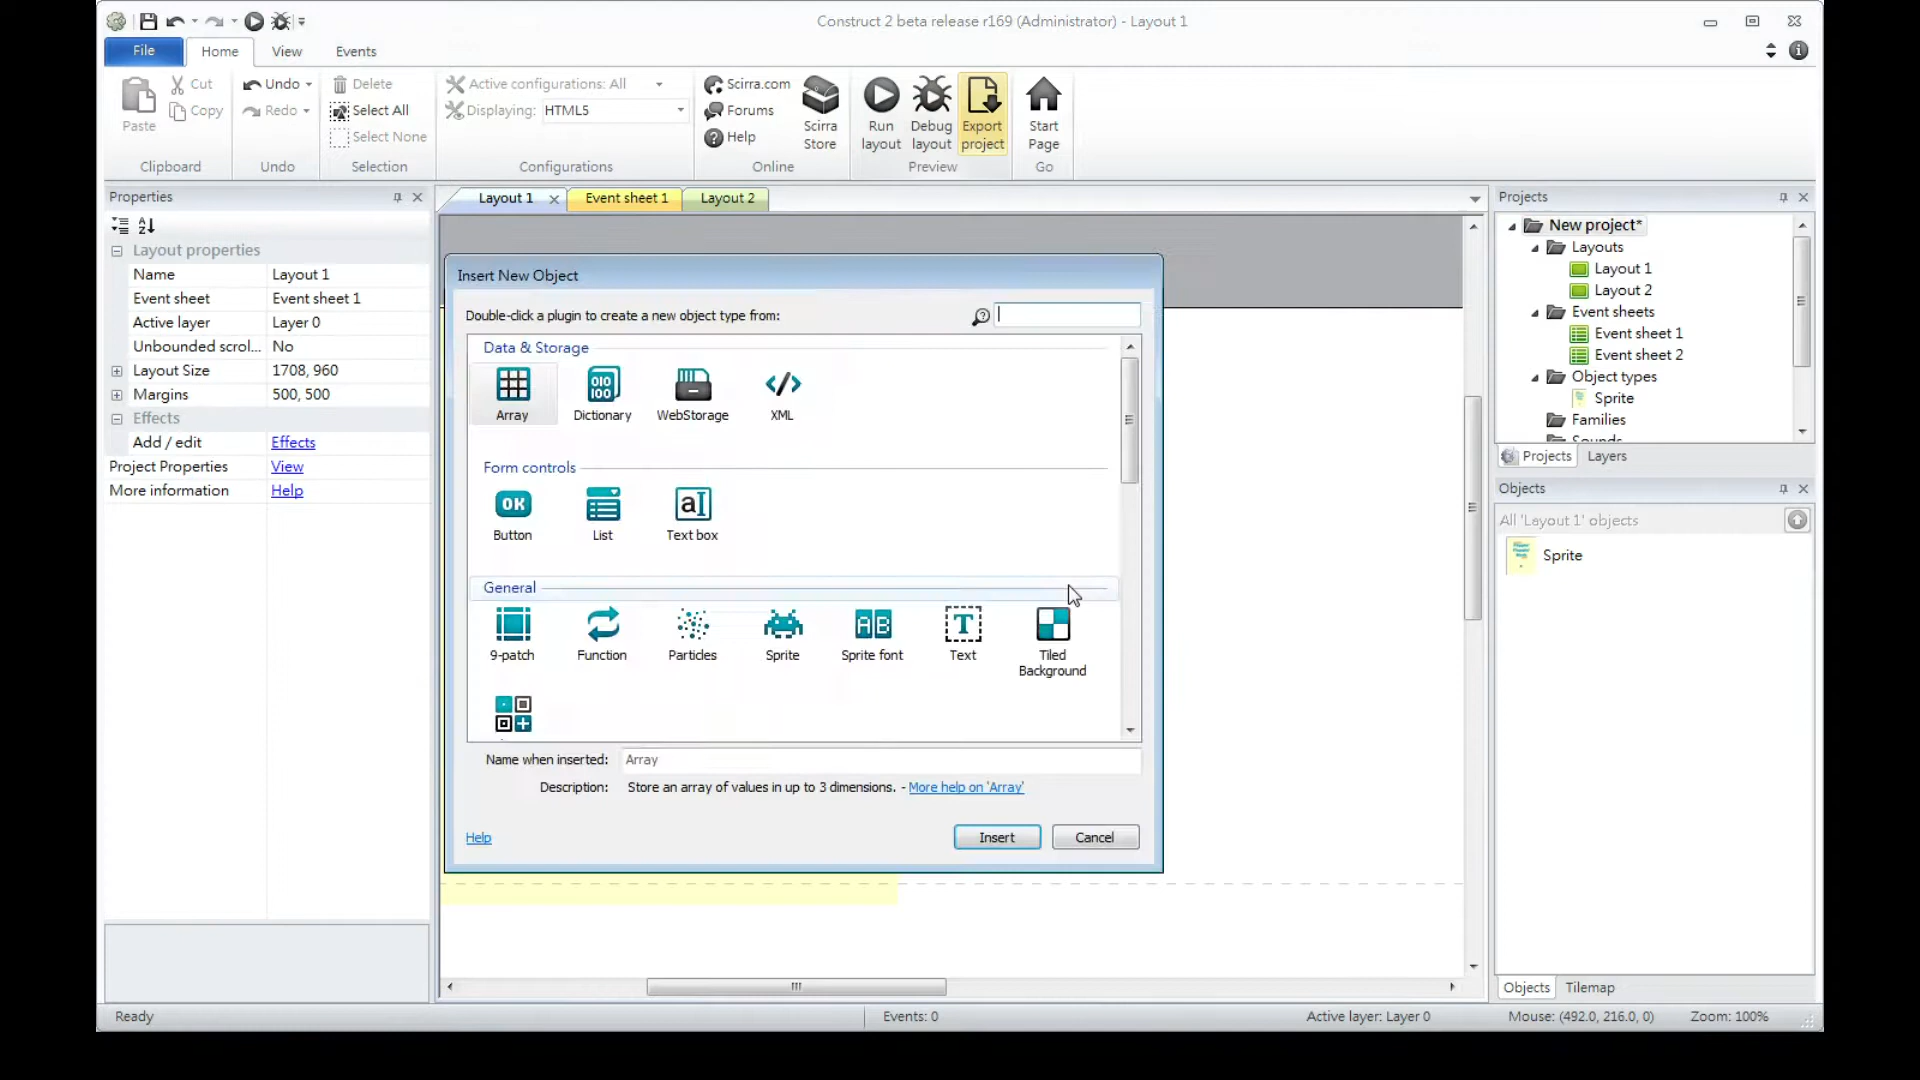 Construct 2 beta release r169 (Administrator) - Layout 1
File Home View Events
Paste Cut Copy
Clipboard
Undo
Redo
Undo
Delete
Select All
Select None
Selection
Active configurations: All
Displaying: HTML5
Configurations
Scirra.com
Forums
Help
Scirra Store
Online
Run layout
Debug layout
Export project
Preview
Start Page
Go
Properties
Layout properties
Name Layout 1
Event sheet Event sheet 1
Active layer Layer 0
Unbounded scrol... No
Layout Size 1708, 960
Margins 500, 500
Effects
Add / edit Effects
Project Properties View
More information Help
Layout 1 Event sheet 1 Layout 2
Insert New Object
Double-click a plugin to create a new object type from:
Data & Storage
Array Dictionary WebStorage XML
Form controls
Button List Text box
General
9-patch Function Particles Sprite Sprite font Text Tiled Background
Name when inserted: Array
Description: Store an array of values in up to 3 dimensions. - More help on 'Array'
Help Insert Cancel
Projects
New project*
Layouts
Layout 1
Layout 2
Event sheets
Event sheet 1
Event sheet 2
Object types
Sprite
Families
Sounds
Projects Layers
Objects
All 'Layout 1' objects
Sprite
Objects Tilemap
Ready Events: 0 Active layer: Layer 0 Mouse: (492.0, 216.0, 0) Zoom: 100%